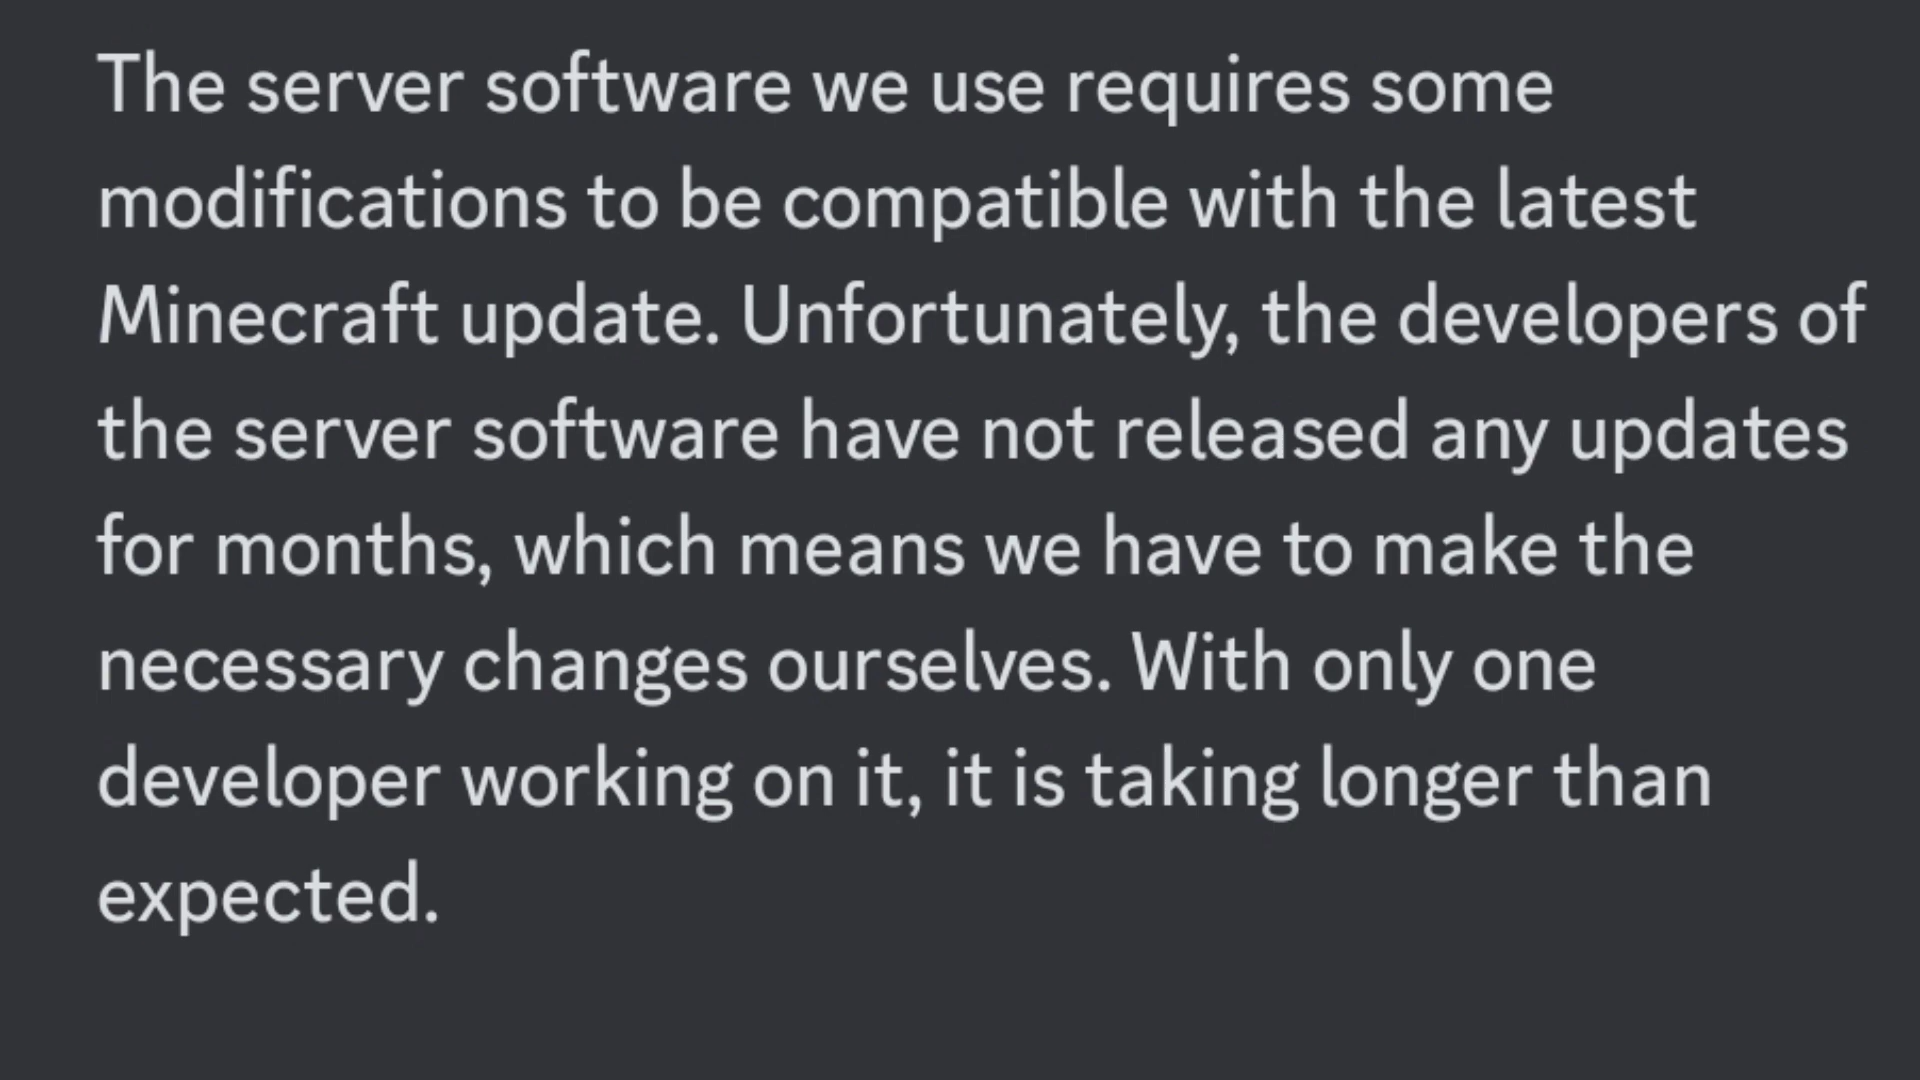 The server software we use requires some
modifications to be compatible with the latest
Minecraft update. Unfortunately, the developers of
the server software have not released any updates
for months, which means we have to make the
necessary changes ourselves. With only one
developer working on it, it is taking longer than
expected.